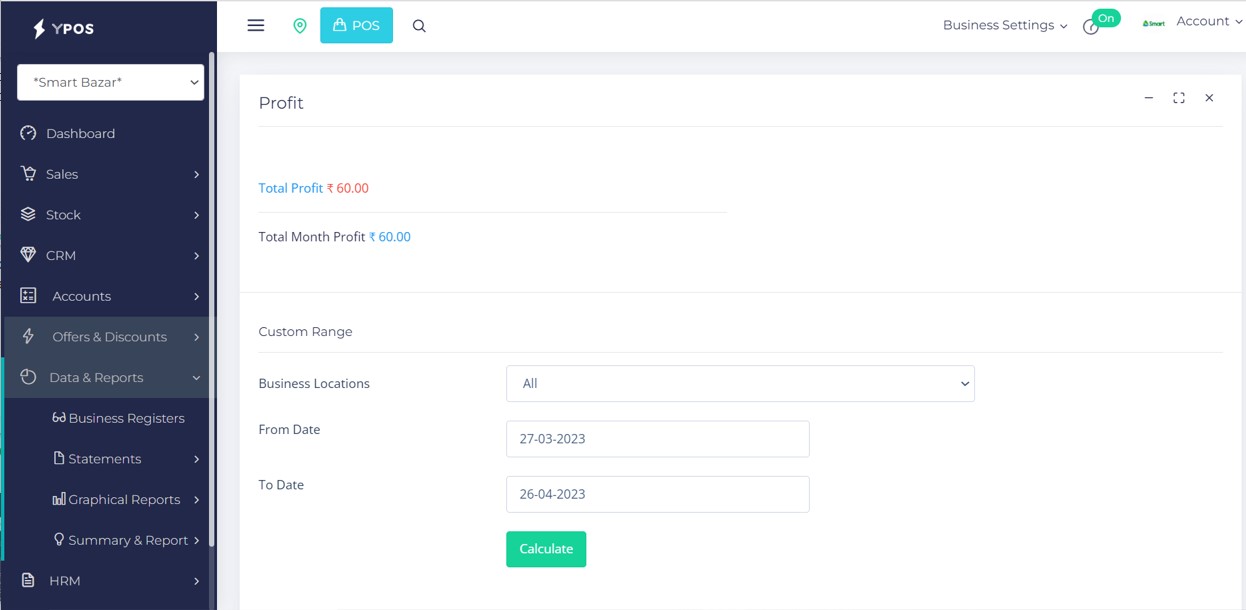 YPOS
POS
Business Settings
On
Smart
Account
*Smart Bazar*
Dashboard
Sales
Stock
CRM
Accounts
Offers & Discounts
Data & Reports
Business Registers
Statements
Graphical Reports
Summary & Report
HRM
Profit
Total Profit ₹ 60.00
Total Month Profit ₹ 60.00
Custom Range
Business Locations
All
From Date
27-03-2023
To Date
26-04-2023
Calculate